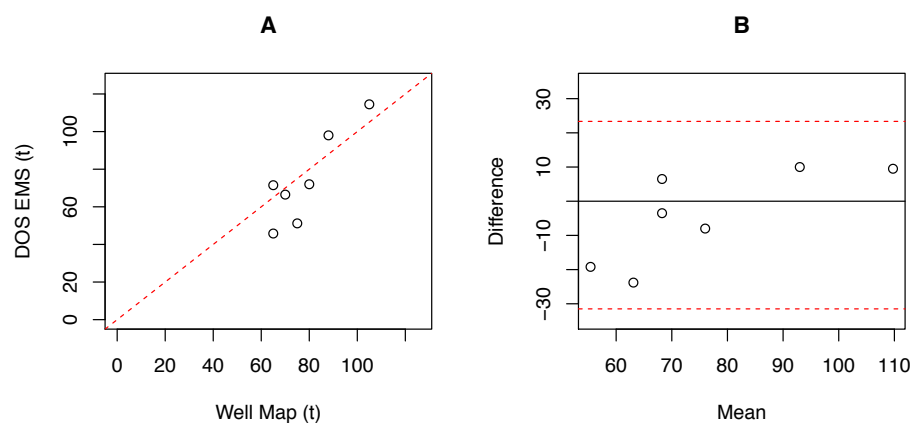 A
DOS EMS (t)
0 20 60 100
0 20 40 60 80 100
Well Map (t)
B
Difference
−30 −10 10 30
60 70 80 90 100 110
Mean